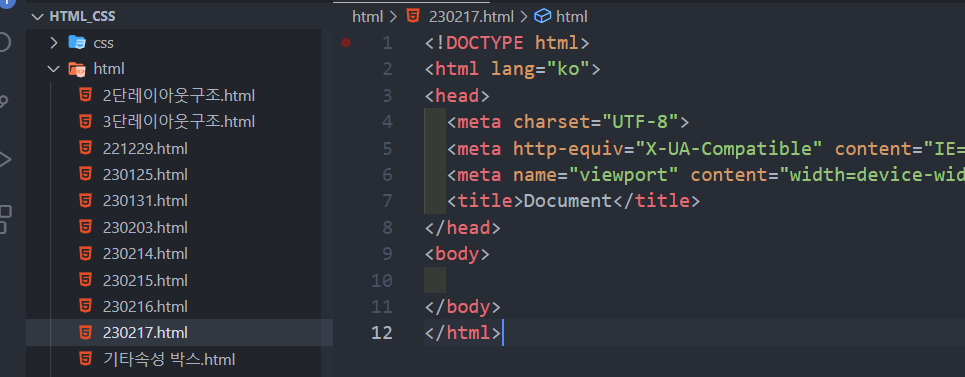 HTML_CSS
css
html
2단레이아웃구조.html
3단레이아웃구조.html
221229.html
230125.html
230131.html
230203.html
230214.html
230215.html
230216.html
230217.html
기타속성 박스.html
html > 230217.html > html
1 <!DOCTYPE html>
2 <html lang="ko">
3 <head>
4 <meta charset="UTF-8">
5 <meta http-equiv="X-UA-Compatible" content="IE=
6 <meta name="viewport" content="width=device-wid
7 <title>Document</title>
8 </head>
9 <body>
10
11 </body>
12 </html>